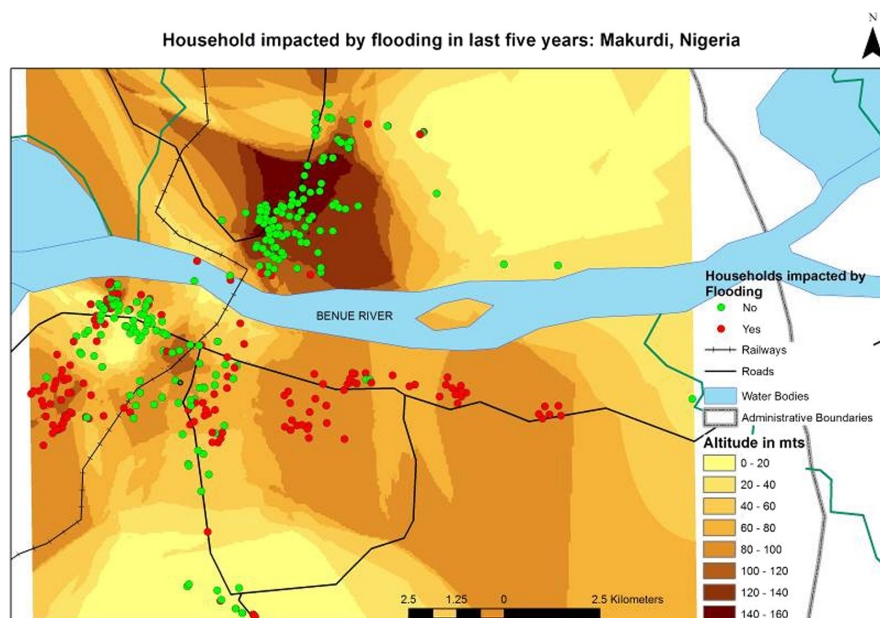 N
Household impacted by flooding in last five years: Makurdi, Nigeria
BENUE RIVER
Households impacted by
Flooding
No
Yes
Railways
Roads
Water Bodies
Administrative Boundaries
Altitude in mts
0 - 20
20 - 40
40 - 60
60 - 80
80 - 100
100 - 120
120 - 140
140 - 160
2.5 1.25 0 2.5 Kilometers